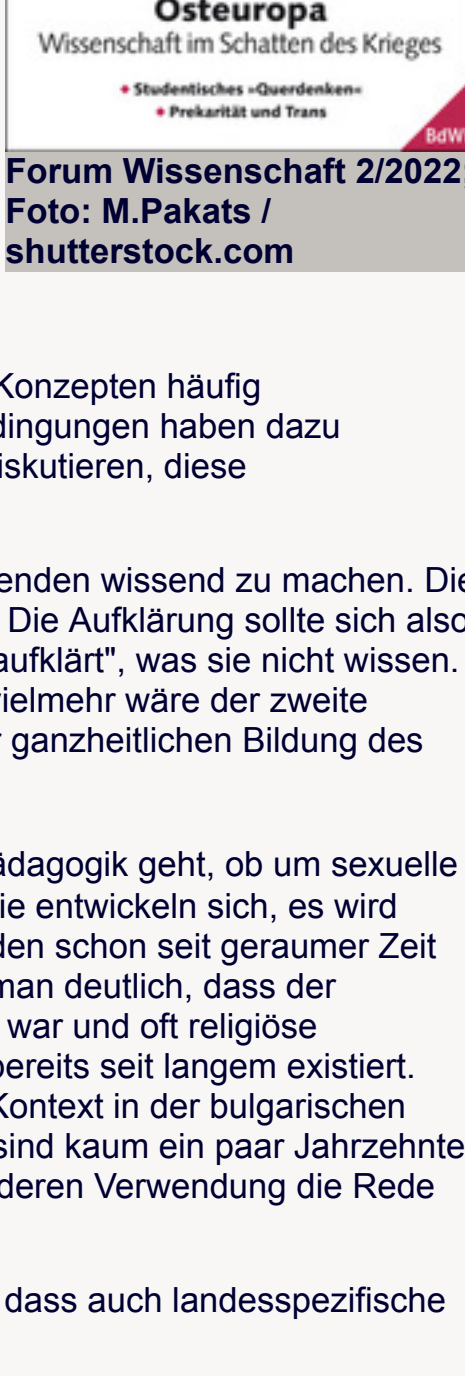 Osteuropa
Wissenschaft im Schatten des Krieges
• Studentisches »Querdenken«
• Prekarität und Trans
BdWi
Forum Wissenschaft 2/2022;
Foto: M.Pakats /
shutterstock.com
Konzepten häufig
dingungen haben dazu
iskutieren, diese
enden wissend zu machen. Die
Die Aufklärung sollte sich also
aufklärt", was sie nicht wissen.
vielmehr wäre der zweite
r ganzheitlichen Bildung des
ädagogik geht, ob um sexuelle
ie entwickeln sich, es wird
den schon seit geraumer Zeit
man deutlich, dass der
war und oft religiöse
bereits seit langem existiert.
Kontext in der bulgarischen
sind kaum ein paar Jahrzehnte
deren Verwendung die Rede
dass auch landesspezifische